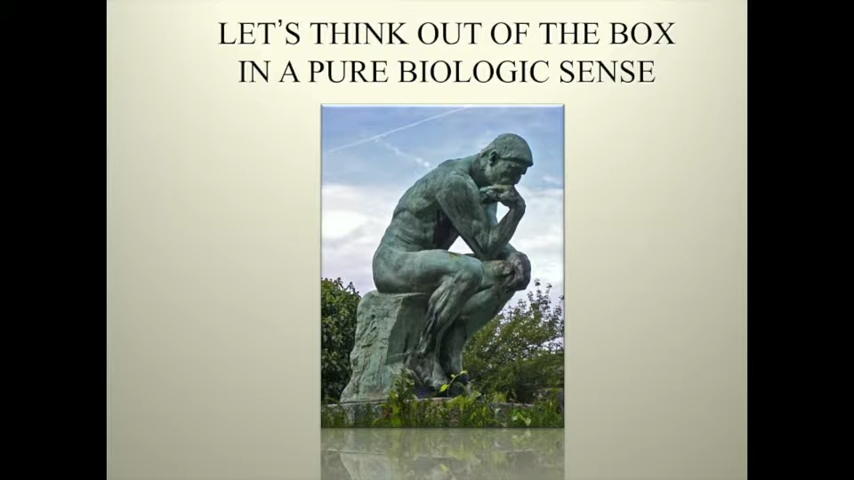 LET’S THINK OUT OF THE BOX
IN A PURE BIOLOGIC SENSE